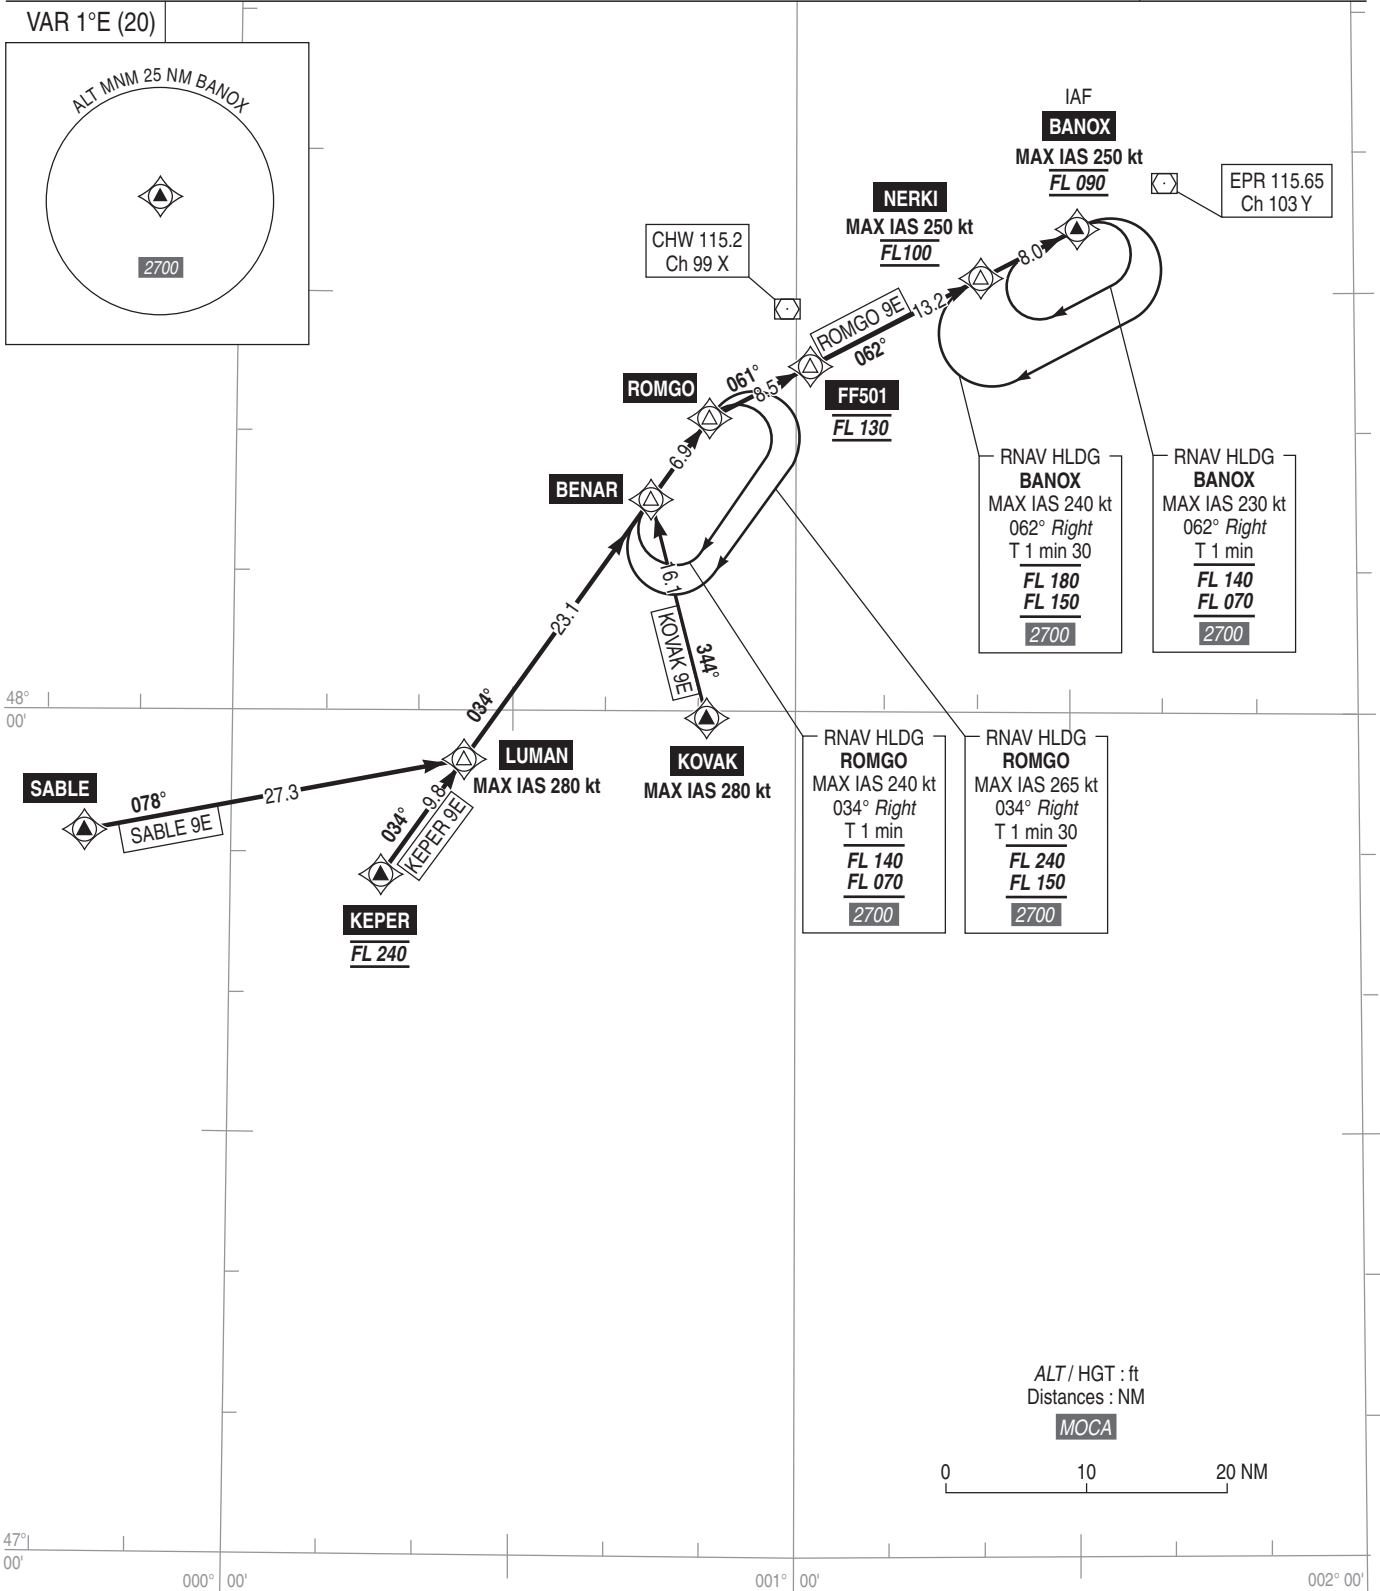 VAR 1°E (20)
ALT MNM 25 NM BANOX
2700
IAF
BANOX
MAX IAS 250 kt
FL 090
EPR 115.65
Ch 103 Y
NERKI
MAX IAS 250 kt
FL100
CHW 115.2
Ch 99 X
8.0
13.2
ROMGO 9E
062°
ROMGO
061°
8.5
FF501
FL 130
6.9
BENAR
RNAV HLDG
BANOX
MAX IAS 240 kt
062° Right
T 1 min 30
FL 180
FL 150
2700
RNAV HLDG
BANOX
MAX IAS 230 kt
062° Right
T 1 min
FL 140
FL 070
2700
16.1
23.1
KOVAK 9E
344°
034°
48°
00'
LUMAN
MAX IAS 280 kt
KOVAK
MAX IAS 280 kt
RNAV HLDG
ROMGO
MAX IAS 240 kt
034° Right
T 1 min
FL 140
FL 070
2700
RNAV HLDG
ROMGO
MAX IAS 265 kt
034° Right
T 1 min 30
FL 240
FL 150
2700
SABLE
078°
27.3
SABLE 9E
034°
9.8
KEPER 9E
KEPER
FL 240
ALT / HGT : ft
Distances : NM
MOCA
0 10 20 NM
47°
00'
000° 00'
001° 00'
002° 00'